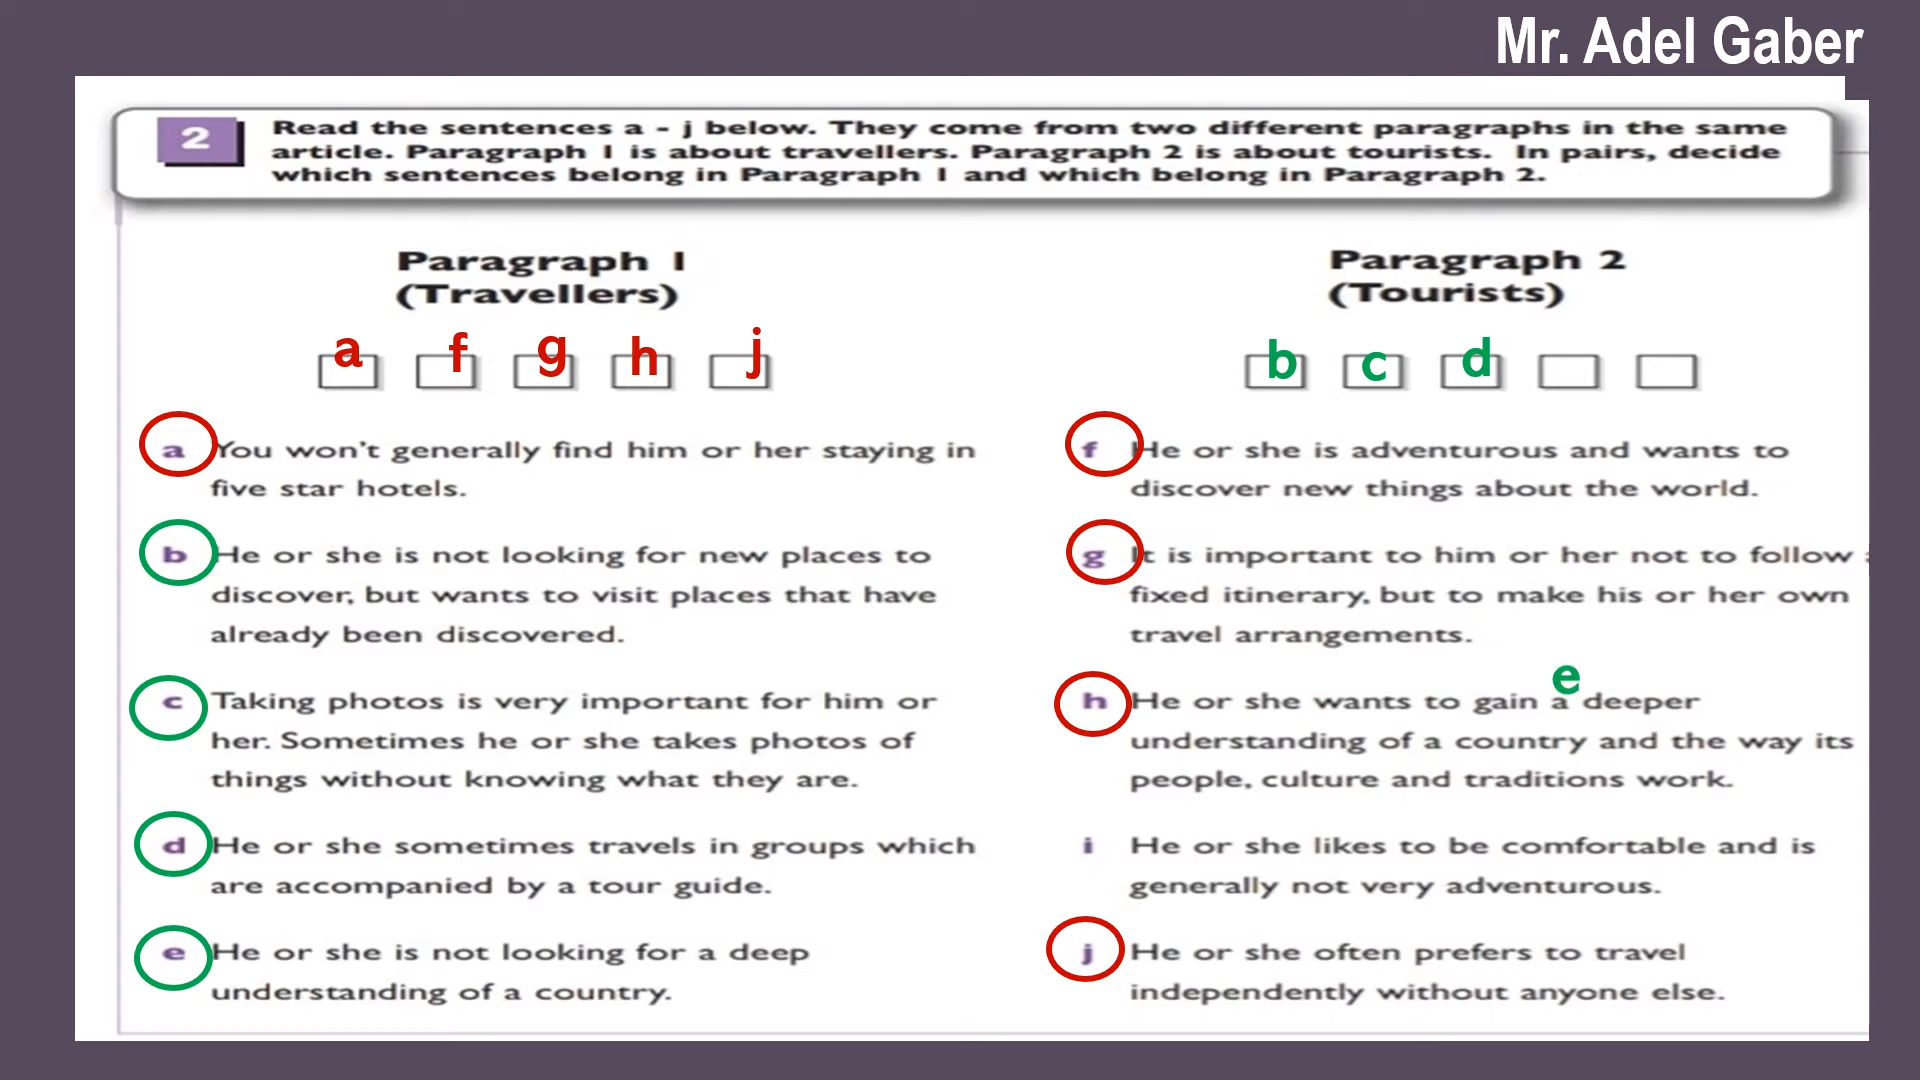 Mr. Adel Gaber
2
Read the sentences a - j below. They come from two different paragraphs in the same
article. Paragraph 1 is about travellers. Paragraph 2 is about tourists. In pairs, decide
which sentences belong in Paragraph 1 and which belong in Paragraph 2.
Paragraph 1
(Travellers)
a f g h j
Paragraph 2
(Tourists)
b c d
a You won't generally find him or her staying in
five star hotels.
b He or she is not looking for new places to
discover, but wants to visit places that have
already been discovered.
c Taking photos is very important for him or
her. Sometimes he or she takes photos of
things without knowing what they are.
d He or she sometimes travels in groups which
are accompanied by a tour guide.
e He or she is not looking for a deep
understanding of a country.
f He or she is adventurous and wants to
discover new things about the world.
g It is important to him or her not to follow
fixed itinerary, but to make his or her own
travel arrangements.
e
h He or she wants to gain a deeper
understanding of a country and the way its
people, culture and traditions work.
i He or she likes to be comfortable and is
generally not very adventurous.
j He or she often prefers to travel
independently without anyone else.